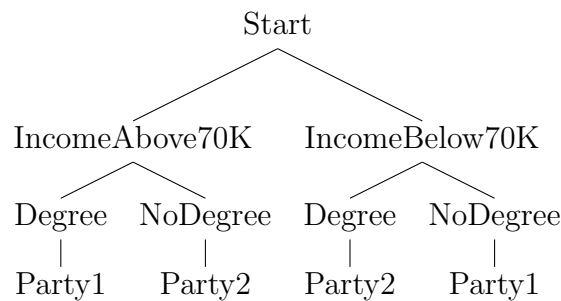 Start
IncomeAbove70K IncomeBelow70K
Degree NoDegree Degree NoDegree
Party1 Party2 Party2 Party1